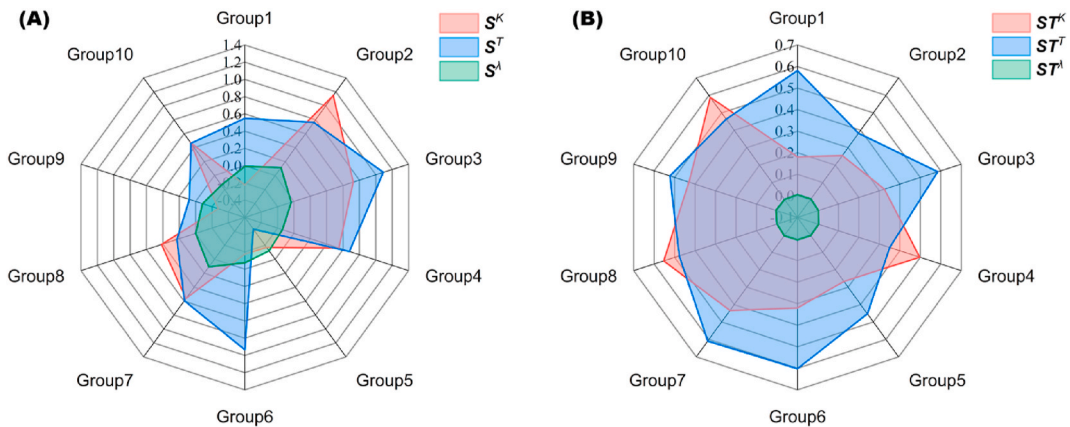 (A)
Group1
S^K
S^T
S^λ
Group2
Group3
Group4
Group5
Group6
Group7
Group8
Group9
Group10
1.4
1.2
1.0
0.8
0.6
0.4
0.2
0.0
-0.4
(B)
Group1
ST^K
ST^T
ST^λ
Group2
Group3
Group4
Group5
Group6
Group7
Group8
Group9
Group10
0.7
0.6
0.5
0.4
0.3
0.2
0.1
0.0